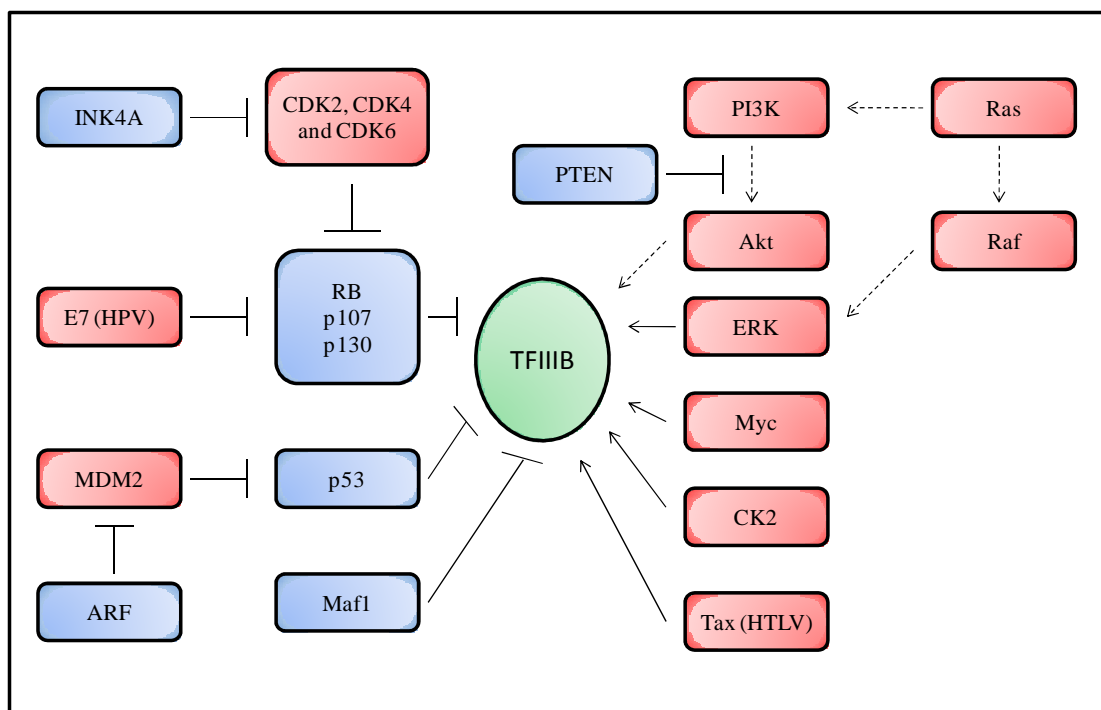 INK4A
CDK2, CDK4
and CDK6
PI3K
Ras
PTEN
Akt
Raf
E7 (HPV)
RB
p107
p130
TFIIIB
ERK
Myc
MDM2
p53
CK2
ARF
Maf1
Tax (HTLV)